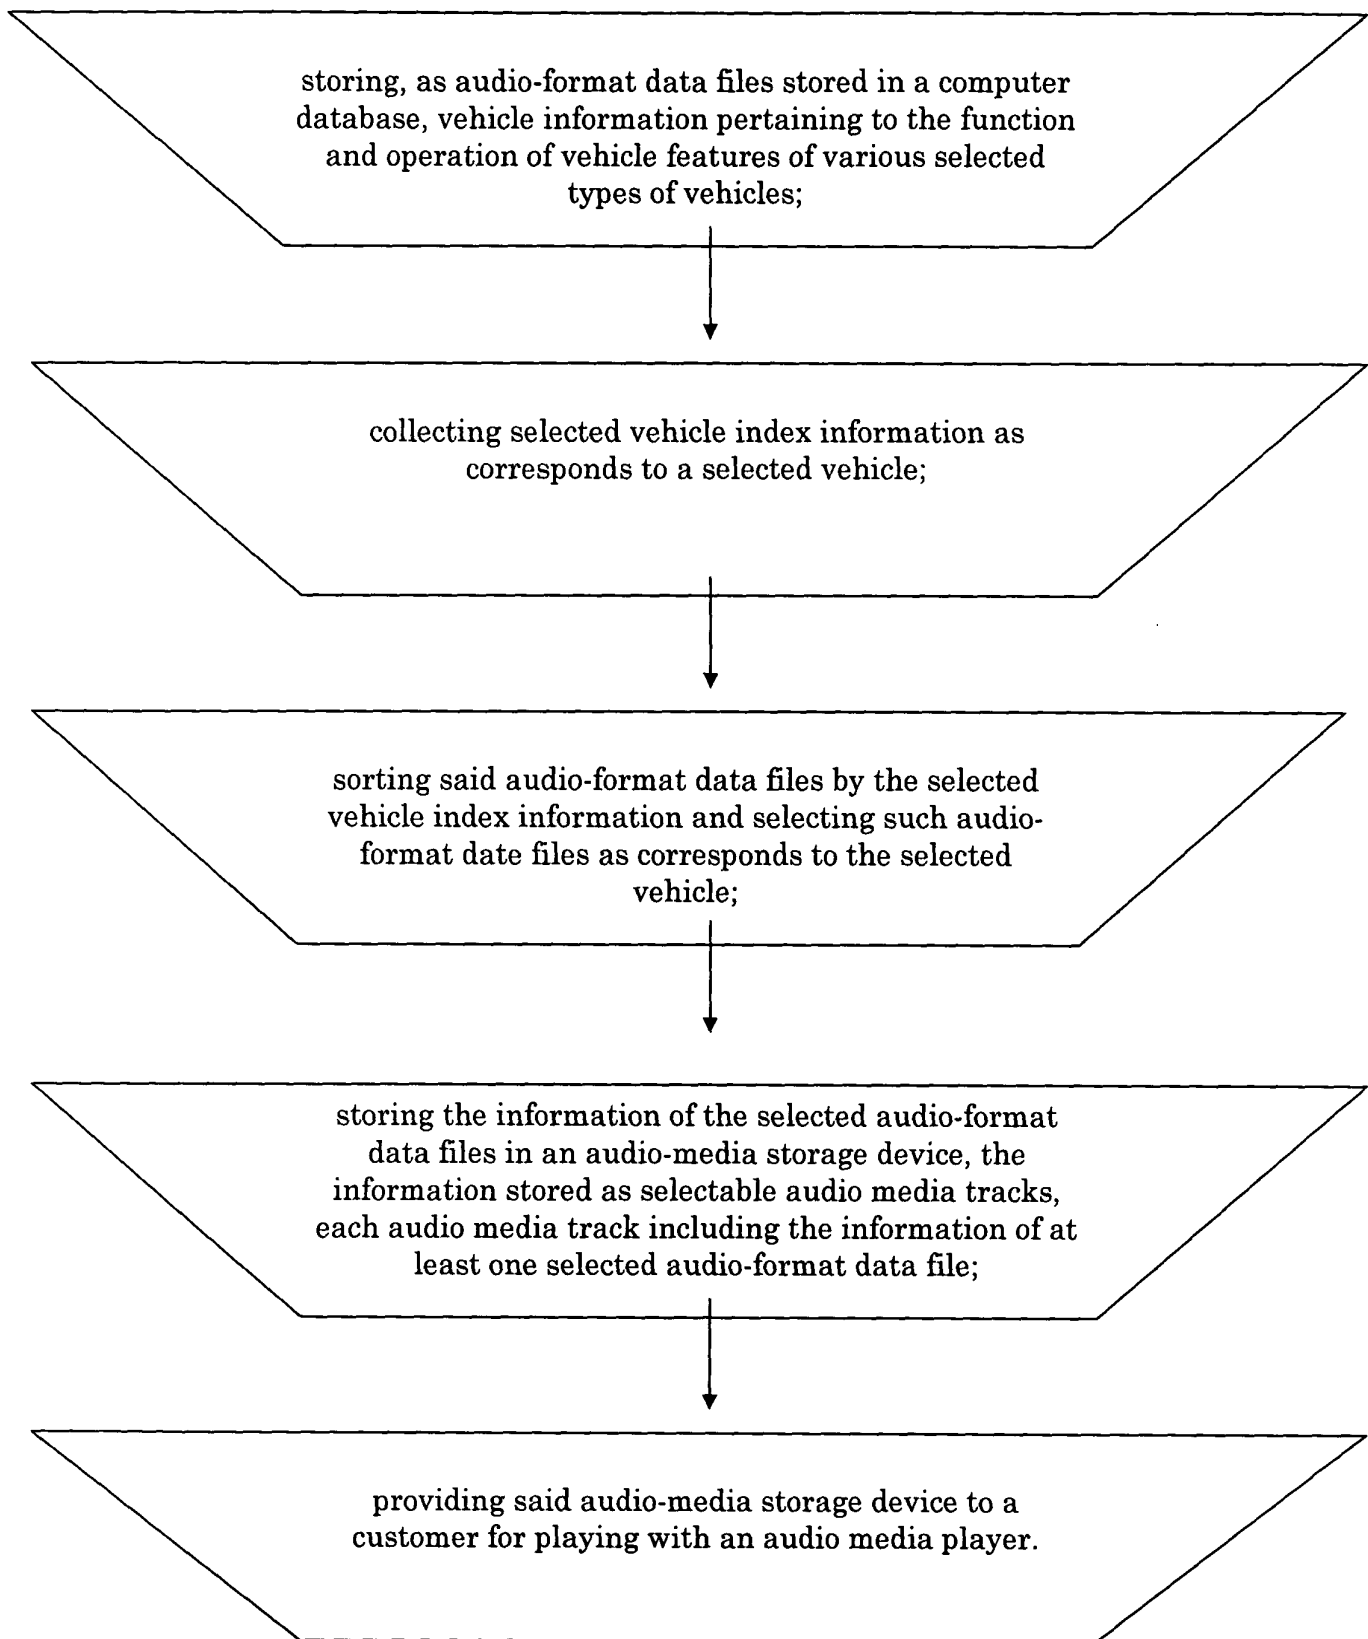 storing, as audio-format data files stored in a computer
database, vehicle information pertaining to the function
and operation of vehicle features of various selected
types of vehicles;
collecting selected vehicle index information as
corresponds to a selected vehicle;
sorting said audio-format data files by the selected
vehicle index information and selecting such audio-
format date files as corresponds to the selected
vehicle;
storing the information of the selected audio-format
data files in an audio-media storage device, the
information stored as selectable audio media tracks,
each audio media track including the information of at
least one selected audio-format data file;
providing said audio-media storage device to a
customer for playing with an audio media player.